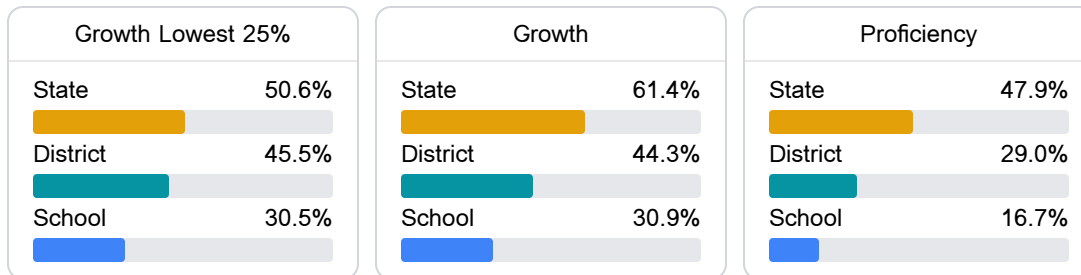 Growth Lowest 25%
State 50.6%
District 45.5%
School 30.5%
Growth
State 61.4%
District 44.3%
School 30.9%
Proficiency
State 47.9%
District 29.0%
School 16.7%